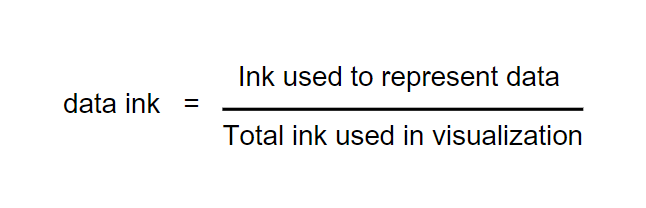 Ink used to represent data
data ink =
Total ink used in visualization